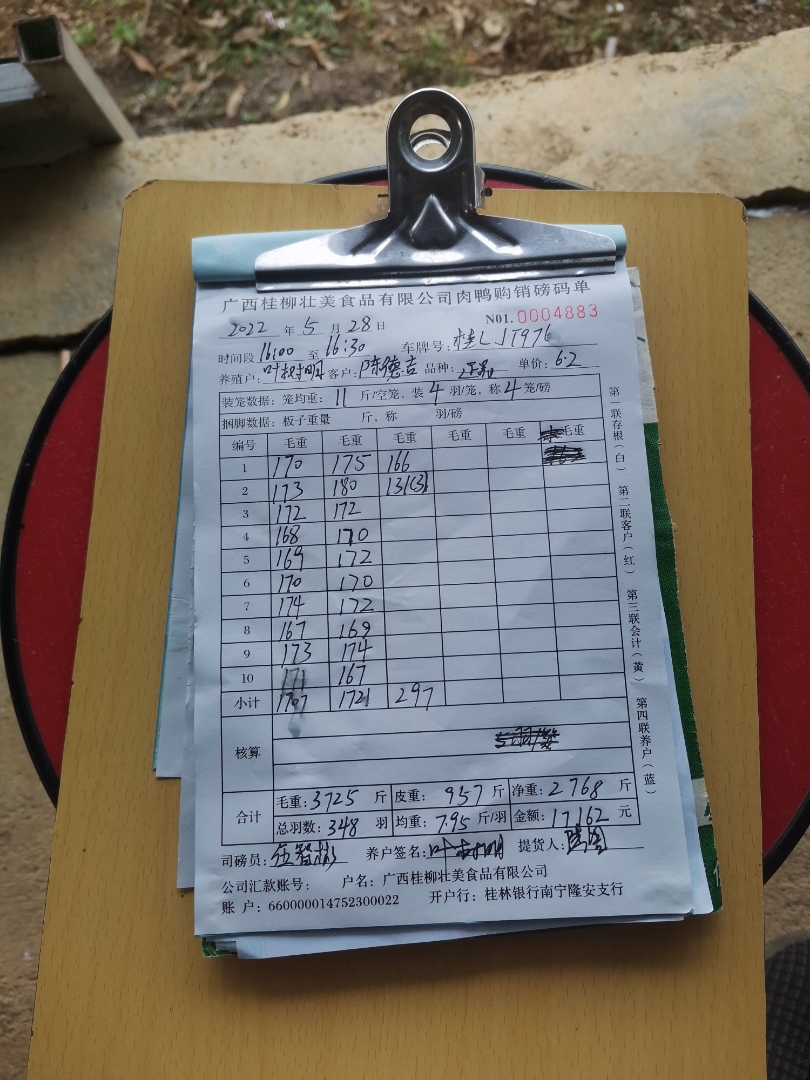 广西桂柳壮美食品有限公司肉鸭购销磅码单
2022 年 5 月 28 日 N01. 0004883
时间段 16:00 至 16:30 车牌号: 桂L JT976
养殖户: 叶树明 客户: 陈德吉 品种: 单价: 6.2
装笼数据: 笼均重: 11 斤/空笼, 装 4 羽/笼, 称 4 笼/磅
捆脚数据: 板子重量 斤, 称 羽/磅
编号 毛重 毛重 毛重 毛重 毛重 毛重
1 170 175 166
2 173 180 131(3)
3 172 172
4 168 170
5 169 172
6 170 170
7 174 172
8 167 169
9 173 174
10 171 167
小计 1707 1721 297
核算
合计 毛重: 3725 斤 皮重: 957 斤 净重: 2768 斤
总羽数: 348 羽 均重: 7.95 斤/羽 金额: 17162 元
司磅员: 养户签名: 叶树明 提货人:
公司汇款账号: 户名: 广西桂柳壮美食品有限公司
账 户: 660000014752300022 开户行: 桂林银行南宁隆安支行
第一联存根(白) 第二联客户(红) 第三联会计(黄) 第四联养户(蓝)